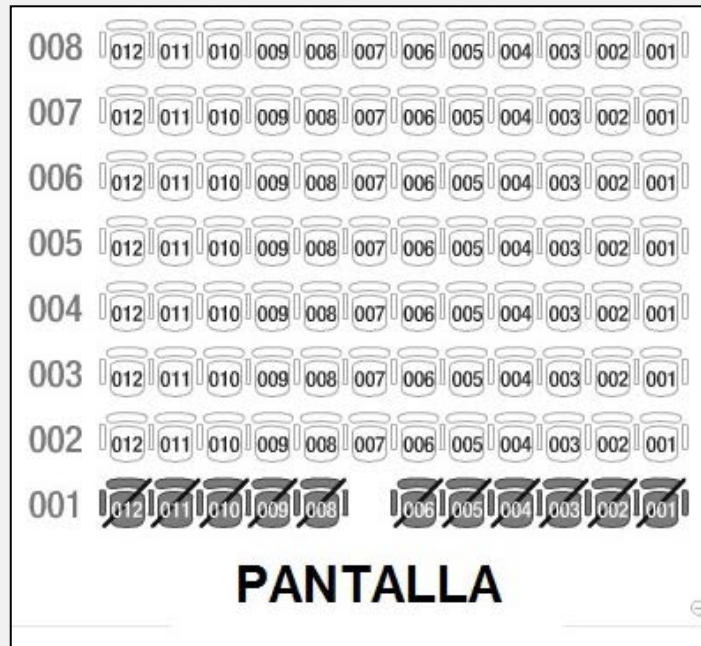 008 012 011 010 009 008 007 006 005 004 003 002 001
007 012 011 010 009 008 007 006 005 004 003 002 001
006 012 011 010 009 008 007 006 005 004 003 002 001
005 012 011 010 009 008 007 006 005 004 003 002 001
004 012 011 010 009 008 007 006 005 004 003 002 001
003 012 011 010 009 008 007 006 005 004 003 002 001
002 012 011 010 009 008 007 006 005 004 003 002 001
001 012 011 010 009 008 006 005 004 003 002 001
PANTALLA